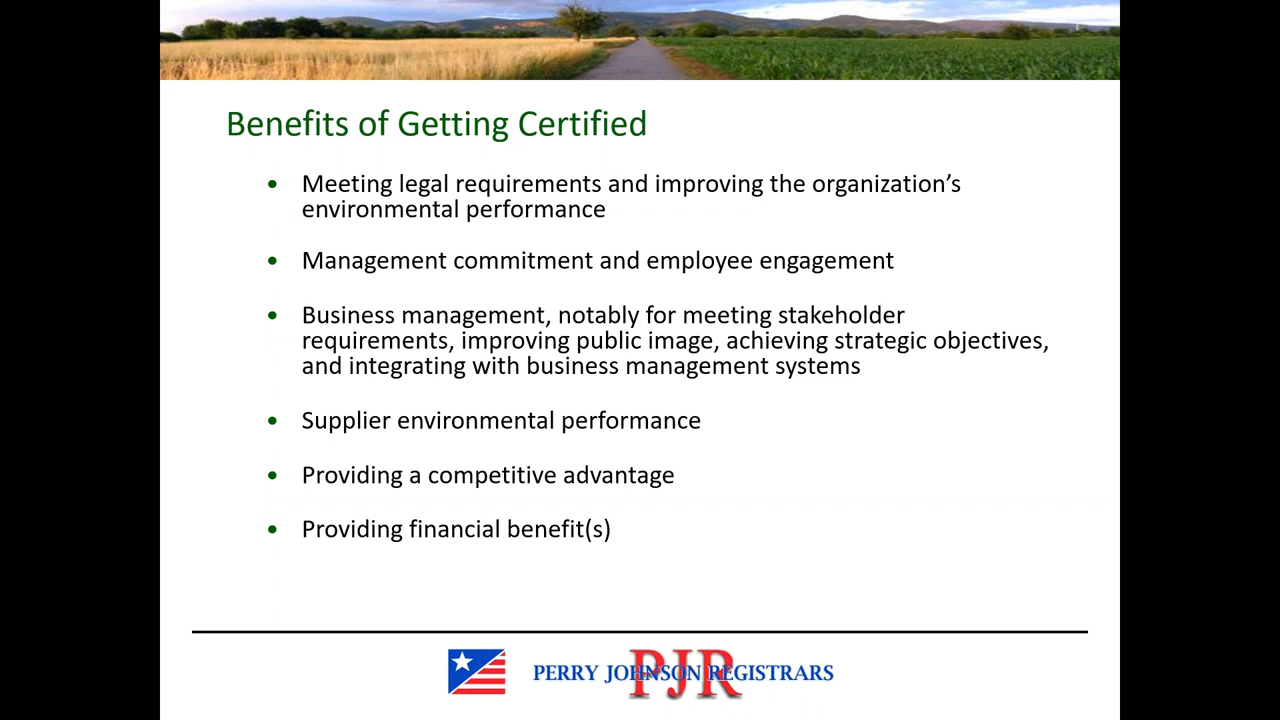 Benefits of Getting Certified
• Meeting legal requirements and improving the organization’s
environmental performance
• Management commitment and employee engagement
• Business management, notably for meeting stakeholder
requirements, improving public image, achieving strategic objectives,
and integrating with business management systems
• Supplier environmental performance
• Providing a competitive advantage
• Providing financial benefit(s)
PJR
PERRY JOHNSON REGISTRARS